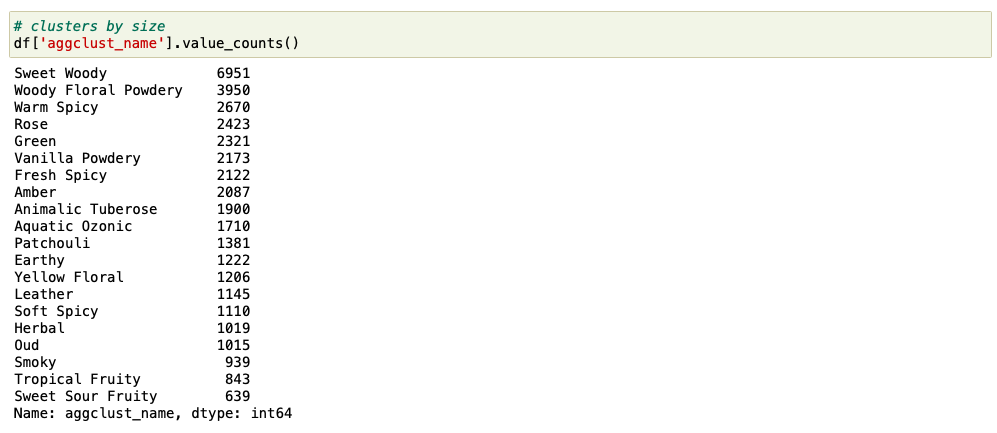 # clusters by size
df['aggclust_name'].value_counts()
Sweet Woody 6951
Woody Floral Powdery 3950
Warm Spicy 2670
Rose 2423
Green 2321
Vanilla Powdery 2173
Fresh Spicy 2122
Amber 2087
Animalic Tuberose 1900
Aquatic Ozonic 1710
Patchouli 1381
Earthy 1222
Yellow Floral 1206
Leather 1145
Soft Spicy 1110
Herbal 1019
Oud 1015
Smoky 939
Tropical Fruity 843
Sweet Sour Fruity 639
Name: aggclust_name, dtype: int64